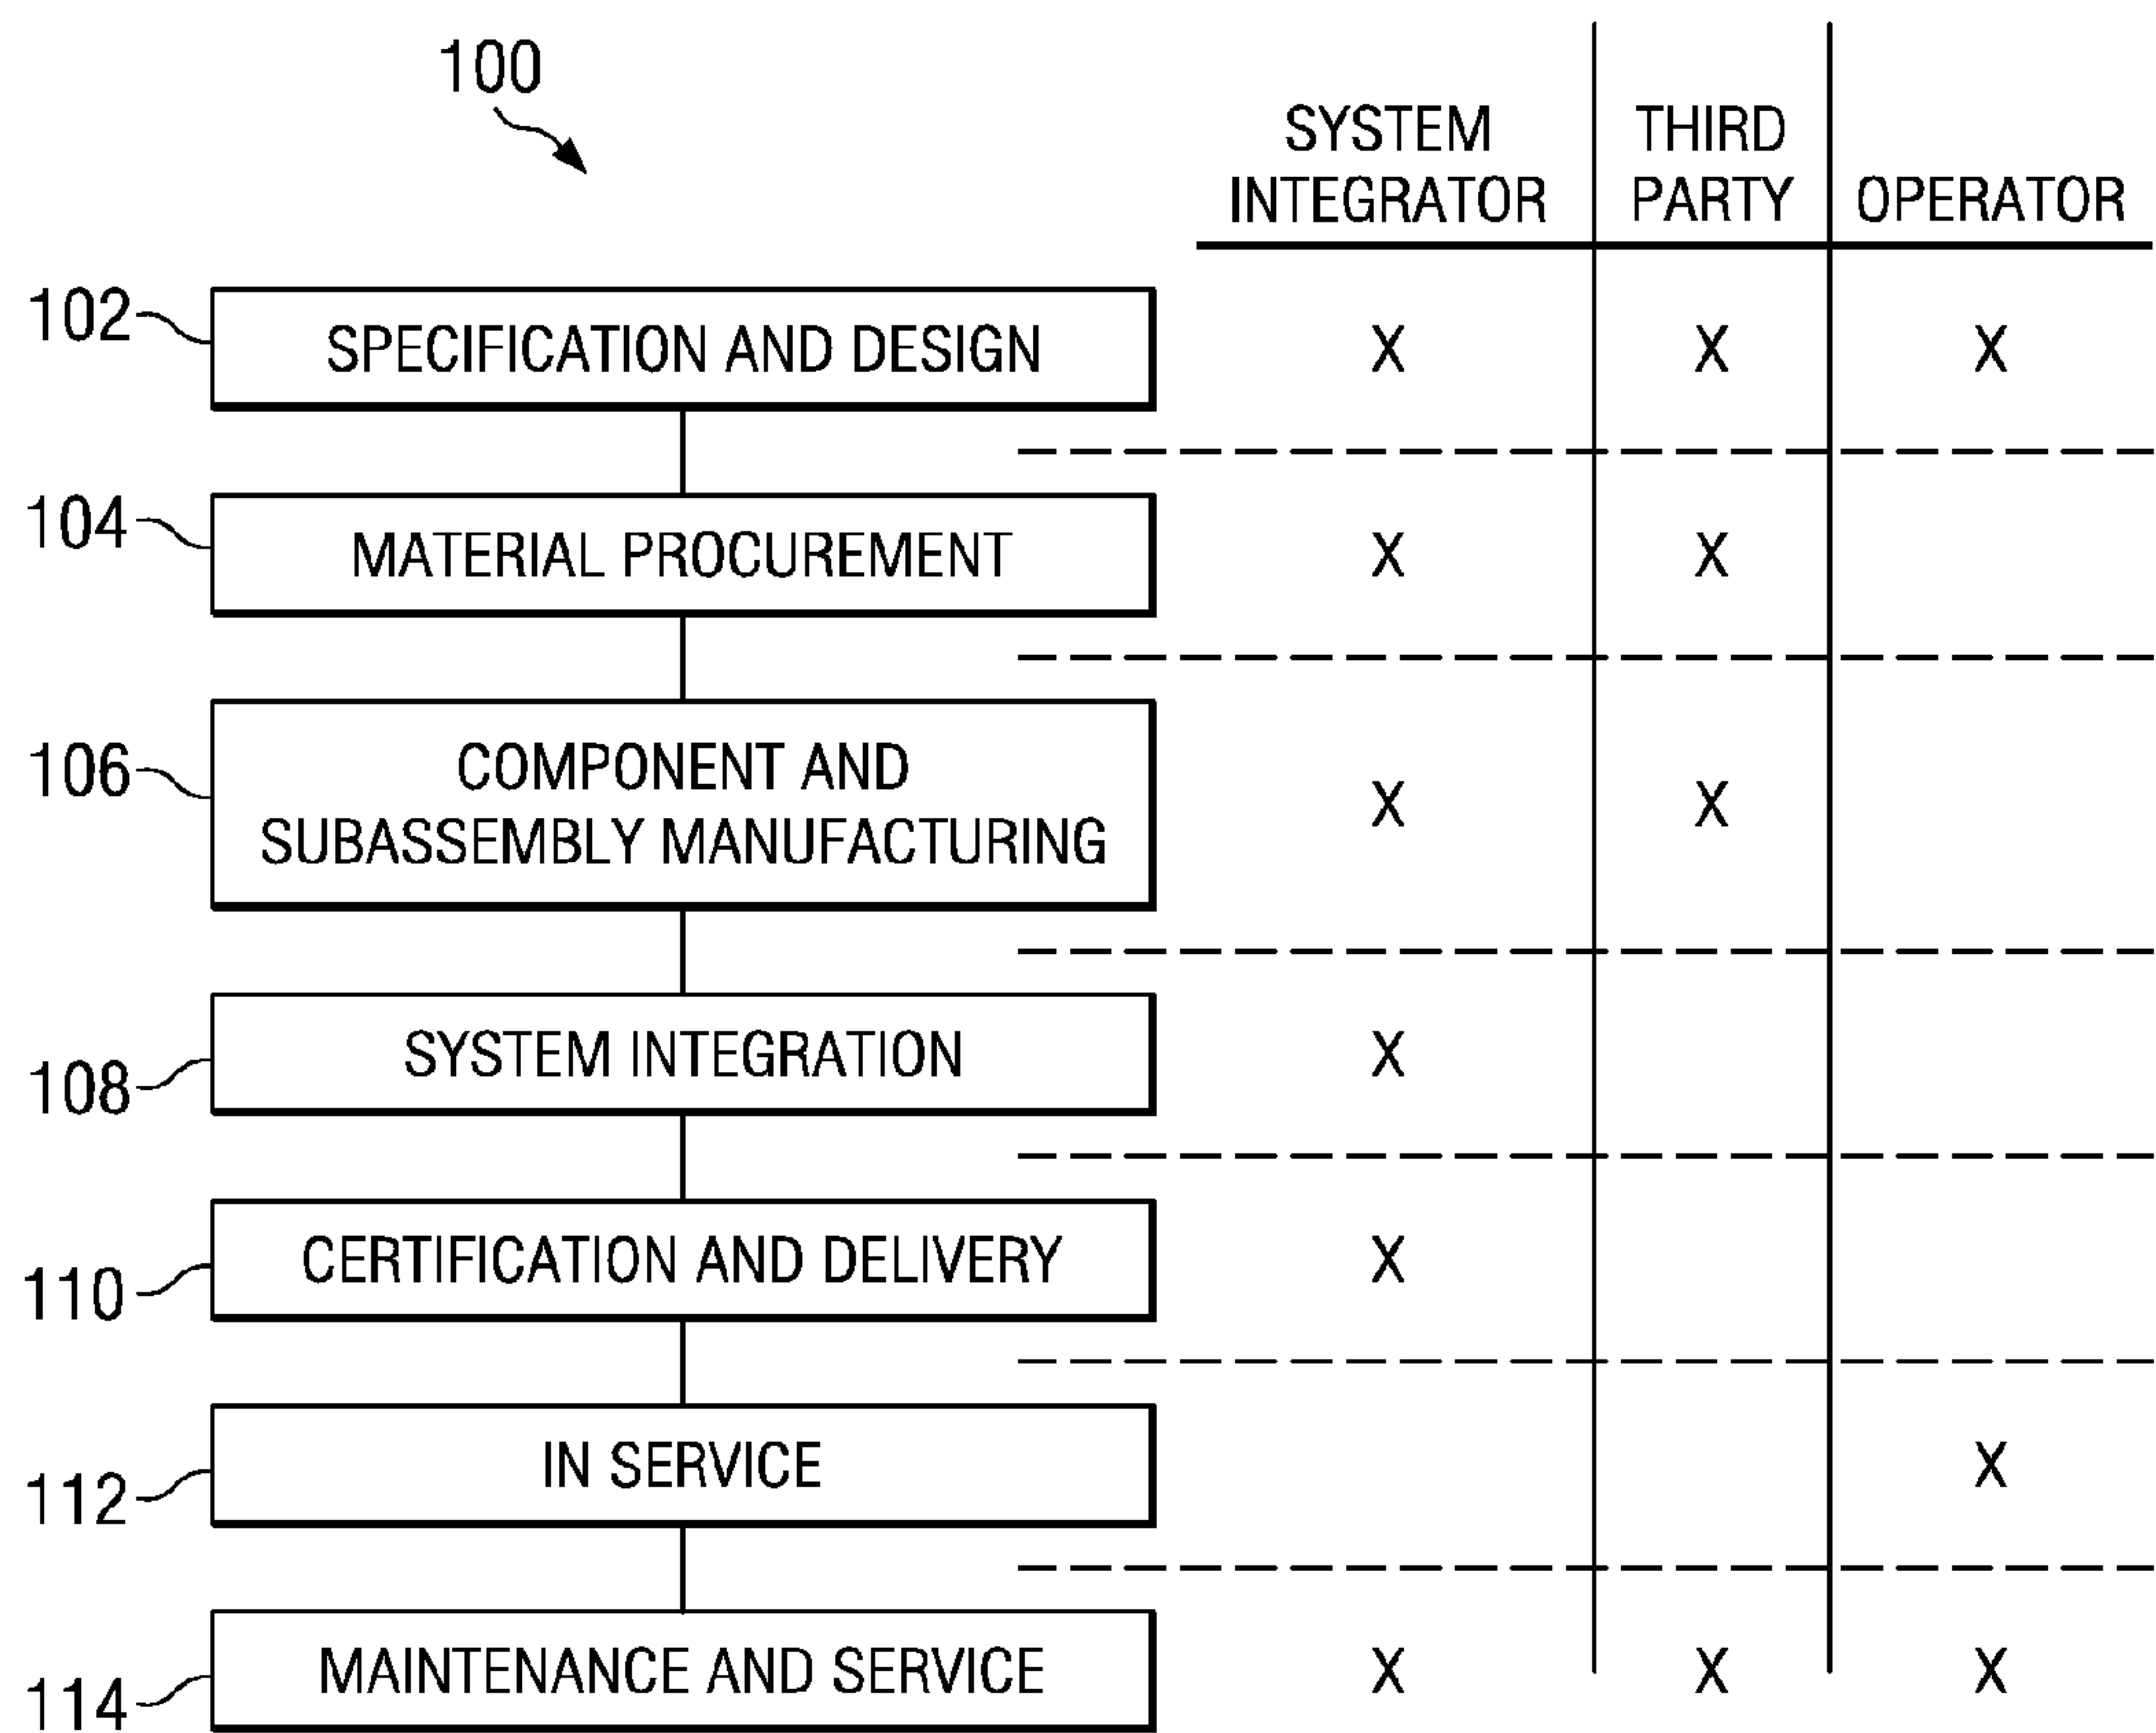 100
SYSTEM
INTEGRATOR
THIRD
PARTY
OPERATOR
102
SPECIFICATION AND DESIGN
X X X
104
MATERIAL PROCUREMENT
X X
106
COMPONENT AND
SUBASSEMBLY MANUFACTURING
X X
108
SYSTEM INTEGRATION
X
110
CERTIFICATION AND DELIVERY
X
112
IN SERVICE
X
114
MAINTENANCE AND SERVICE
X X X